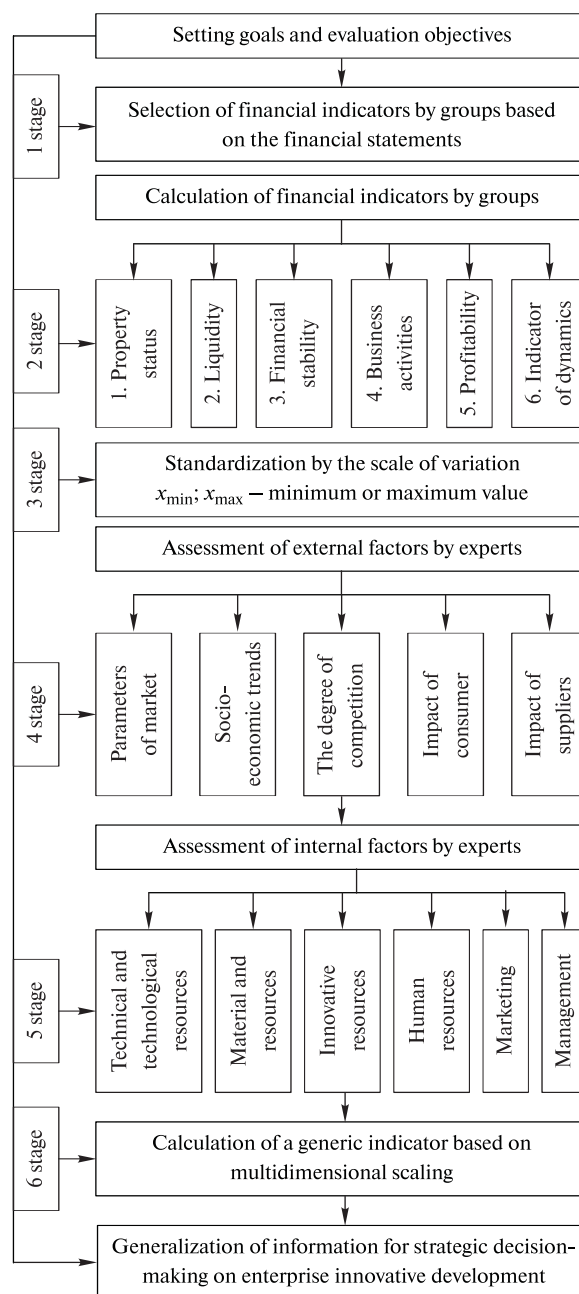 Setting goals and evaluation objectives
1 stage
Selection of financial indicators by groups based
on the financial statements
Calculation of financial indicators by groups
2 stage
1. Property
status
2. Liquidity
3. Financial
stability
4. Business
activities
5. Profitability
6. Indicator
of dynamics
3 stage
Standardization by the scale of variation
xmin; xmax – minimum or maximum value
Assessment of external factors by experts
4 stage
Parameters
of market
Socio-
economic trends
The degree of
competition
Impact of
consumer
Impact of
suppliers
Assessment of internal factors by experts
5 stage
Technical and
technological
resources
Material and
resources
Innovative
resources
Human
resources
Marketing
Management
6 stage
Calculation of a generic indicator based on
multidimensional scaling
Generalization of information for strategic decision-
making on enterprise innovative development